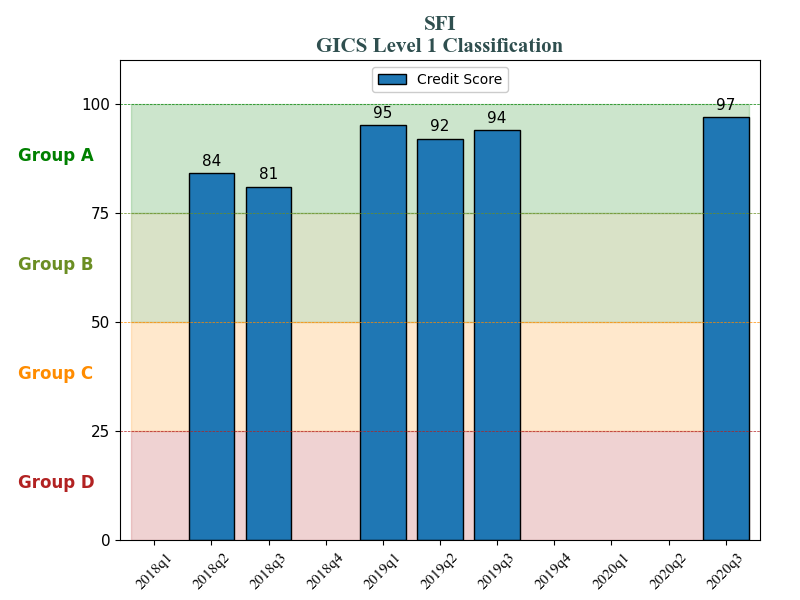 SFI
GICS Level 1 Classification
Credit Score
100
75
50
25
0
Group A
Group B
Group C
Group D
84
81
95
92
94
97
2018q1
2018q2
2018q3
2018q4
2019q1
2019q2
2019q3
2019q4
2020q1
2020q2
2020q3